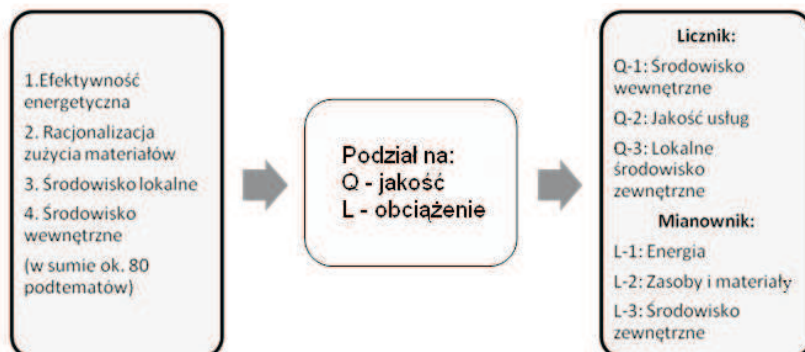 1.Efektywność
energetyczna
2. Racjonalizacja
zużycia materiałów
3. Środowisko lokalne
4. Środowisko
wewnętrzne
(w sumie ok. 80
podtematów)
Podział na:
Q - jakość
L - obciążenie
Licznik:
Q-1: Środowisko
wewnętrzne
Q-2: Jakość usług
Q-3: Lokalne
środowisko
zewnętrzne
Mianownik:
L-1: Energia
L-2: Zasoby i materiały
L-3: Środowisko
zewnętrzne